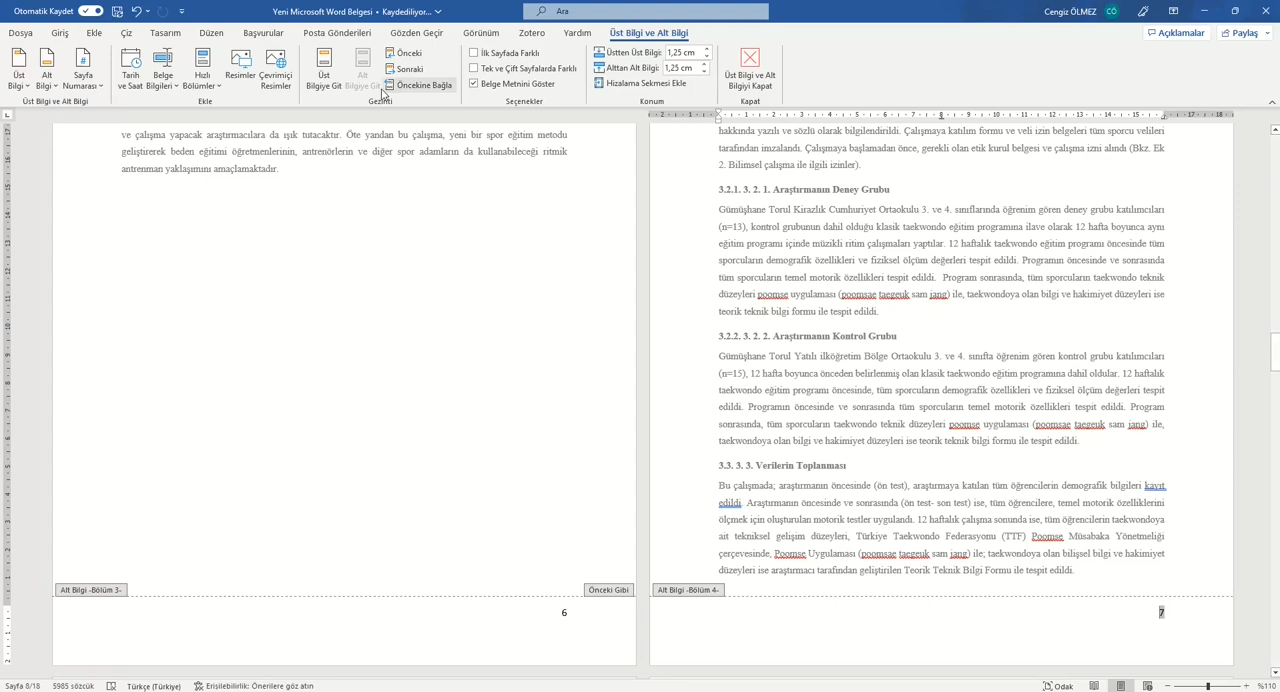 Otomatik Kaydet
Yeni Microsoft Word Belgesi • Kaydediliyor...
Ara
Cengiz ÖLMEZ CÖ
Dosya Giriş Ekle Çiz Tasarım Düzen Başvurular Posta Gönderileri Gözden Geçir Görünüm Zotero Yardım Üst Bilgi ve Alt Bilgi
Açıklamalar Paylaş
Üst Bilgi
Alt Bilgi
Sayfa Numarası
Üst Bilgi ve Alt Bilgi
Tarih ve Saat
Belge Bilgileri
Hızlı Bölümler
Resimler
Çevrimiçi Resimler
Ekle
Üst Bilgiye Git
Alt Bilgiye Git
Önceki
Sonraki
Öncekine Bağla
Gezinti
İlk Sayfada Farklı
Tek ve Çift Sayfalarda Farklı
Belge Metnini Göster
Seçenekler
Üstten Üst Bilgi: 1,25 cm
Alttan Alt Bilgi: 1,25 cm
Hizalama Sekmesi Ekle
Konum
Üst Bilgi ve Alt Bilgiyi Kapat
Kapat
ve çalışma yapacak araştırmacılara da ışık tutacaktır. Öte yandan bu çalışma, yeni bir spor eğitim metodu
geliştirerek beden eğitimi öğretmenlerinin, antrenörlerin ve diğer spor adamların da kullanabileceği ritmik
antrenman yaklaşımını amaçlamaktadır.
Alt Bilgi -Bölüm 3-
Önceki Gibi
6
hakkında yazılı ve sözlü olarak bilgilendirildi. Çalışmaya katılım formu ve veli izin belgeleri tüm sporcu velileri
tarafından imzalandı. Çalışmaya başlamadan önce, gerekli olan etik kurul belgesi ve çalışma izni alındı (Bkz. Ek
2. Bilimsel çalışma ile ilgili izinler).
3.2.1. 3. 2. 1. Araştırmanın Deney Grubu
Gümüşhane Torul Kirazlık Cumhuriyet Ortaokulu 3. ve 4. sınıflarında öğrenim gören deney grubu katılımcıları
(n=13), kontrol grubunun dahil olduğu klasik taekwondo eğitim programına ilave olarak 12 hafta boyunca aynı
eğitim programı içinde müzikli ritim çalışmaları yaptılar. 12 haftalık taekwondo eğitim programı öncesinde tüm
sporcuların demografik özellikleri ve fiziksel ölçüm değerleri tespit edildi. Programın öncesinde ve sonrasında
tüm sporcuların temel motorik özellikleri tespit edildi. Program sonrasında, tüm sporcuların taekwondo teknik
düzeyleri poomse uygulaması (poomsae taegeuk sam jang) ile, taekwondoya olan bilgi ve hakimiyet düzeyleri ise
teorik teknik bilgi formu ile tespit edildi.
3.2.2. 3. 2. 2. Araştırmanın Kontrol Grubu
Gümüşhane Torul Yatılı ilköğretim Bölge Ortaokulu 3. ve 4. sınıfta öğrenim gören kontrol grubu katılımcıları
(n=15), 12 hafta boyunca önceden belirlenmiş olan klasik taekwondo eğitim programına dahil oldular. 12 haftalık
taekwondo eğitim programı öncesinde, tüm sporcuların demografik özellikleri ve fiziksel ölçüm değerleri tespit
edildi. Programın öncesinde ve sonrasında tüm sporcuların temel motorik özellikleri tespit edildi. Program
sonrasında, tüm sporcuların taekwondo teknik düzeyleri poomse uygulaması (poomsae taegeuk sam jang) ile,
taekwondoya olan bilgi ve hakimiyet düzeyleri ise teorik teknik bilgi formu ile tespit edildi.
3.3. 3. 3. Verilerin Toplanması
Bu çalışmada; araştırmanın öncesinde (ön test), araştırmaya katılan tüm öğrencilerin demografik bilgileri kayıt
edildi. Araştırmanın öncesinde ve sonrasında (ön test- son test) ise, tüm öğrencilere, temel motorik özelliklerini
ölçmek için oluşturulan motorik testler uygulandı. 12 haftalık çalışma sonunda ise, tüm öğrencilerin taekwondoya
ait tekniksel gelişim düzeyleri, Türkiye Taekwondo Federasyonu (TTF) Poomse Müsabaka Yönetmeliği
çerçevesinde, Poomse Uygulaması (poomsae taegeuk sam jang) ile; taekwondoya olan bilişsel bilgi ve hakimiyet
düzeyleri ise araştırmacı tarafından geliştirilen Teorik Teknik Bilgi Formu ile tespit edildi.
Alt Bilgi -Bölüm 4-
7
Sayfa 8/18 5985 sözcük Türkçe (Türkiye) Erişilebilirlik: Önerilere göz atın
Odak
%110